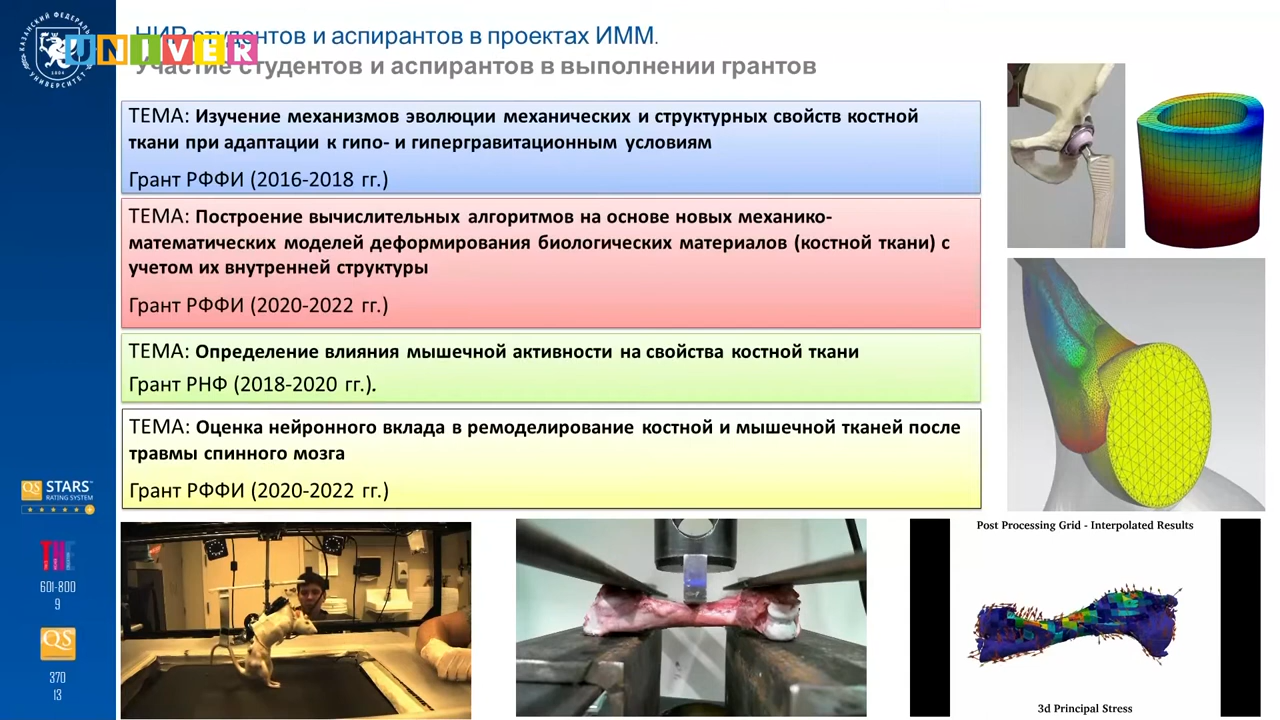 КАЗАНСКИЙ ФЕДЕРАЛЬНЫЙ УНИВЕРСИТЕТ
1804
UNIVER
НИР студентов и аспирантов в проектах ИММ.
Участие студентов и аспирантов в выполнении грантов
ТЕМА: Изучение механизмов эволюции механических и структурных свойств костной
ткани при адаптации к гипо- и гипергравитационным условиям
Грант РФФИ (2016-2018 гг.)
ТЕМА: Построение вычислительных алгоритмов на основе новых механико-
математических моделей деформирования биологических материалов (костной ткани) с
учетом их внутренней структуры
Грант РФФИ (2020-2022 гг.)
ТЕМА: Определение влияния мышечной активности на свойства костной ткани
Грант РНФ (2018-2020 гг.).
ТЕМА: Оценка нейронного вклада в ремоделирование костной и мышечной тканей после
травмы спинного мозга
Грант РФФИ (2020-2022 гг.)
QS STARS
RATING SYSTEM
THE
601-800
9
QS
370
13
Post Processing Grid - Interpolated Results
3d Principal Stress